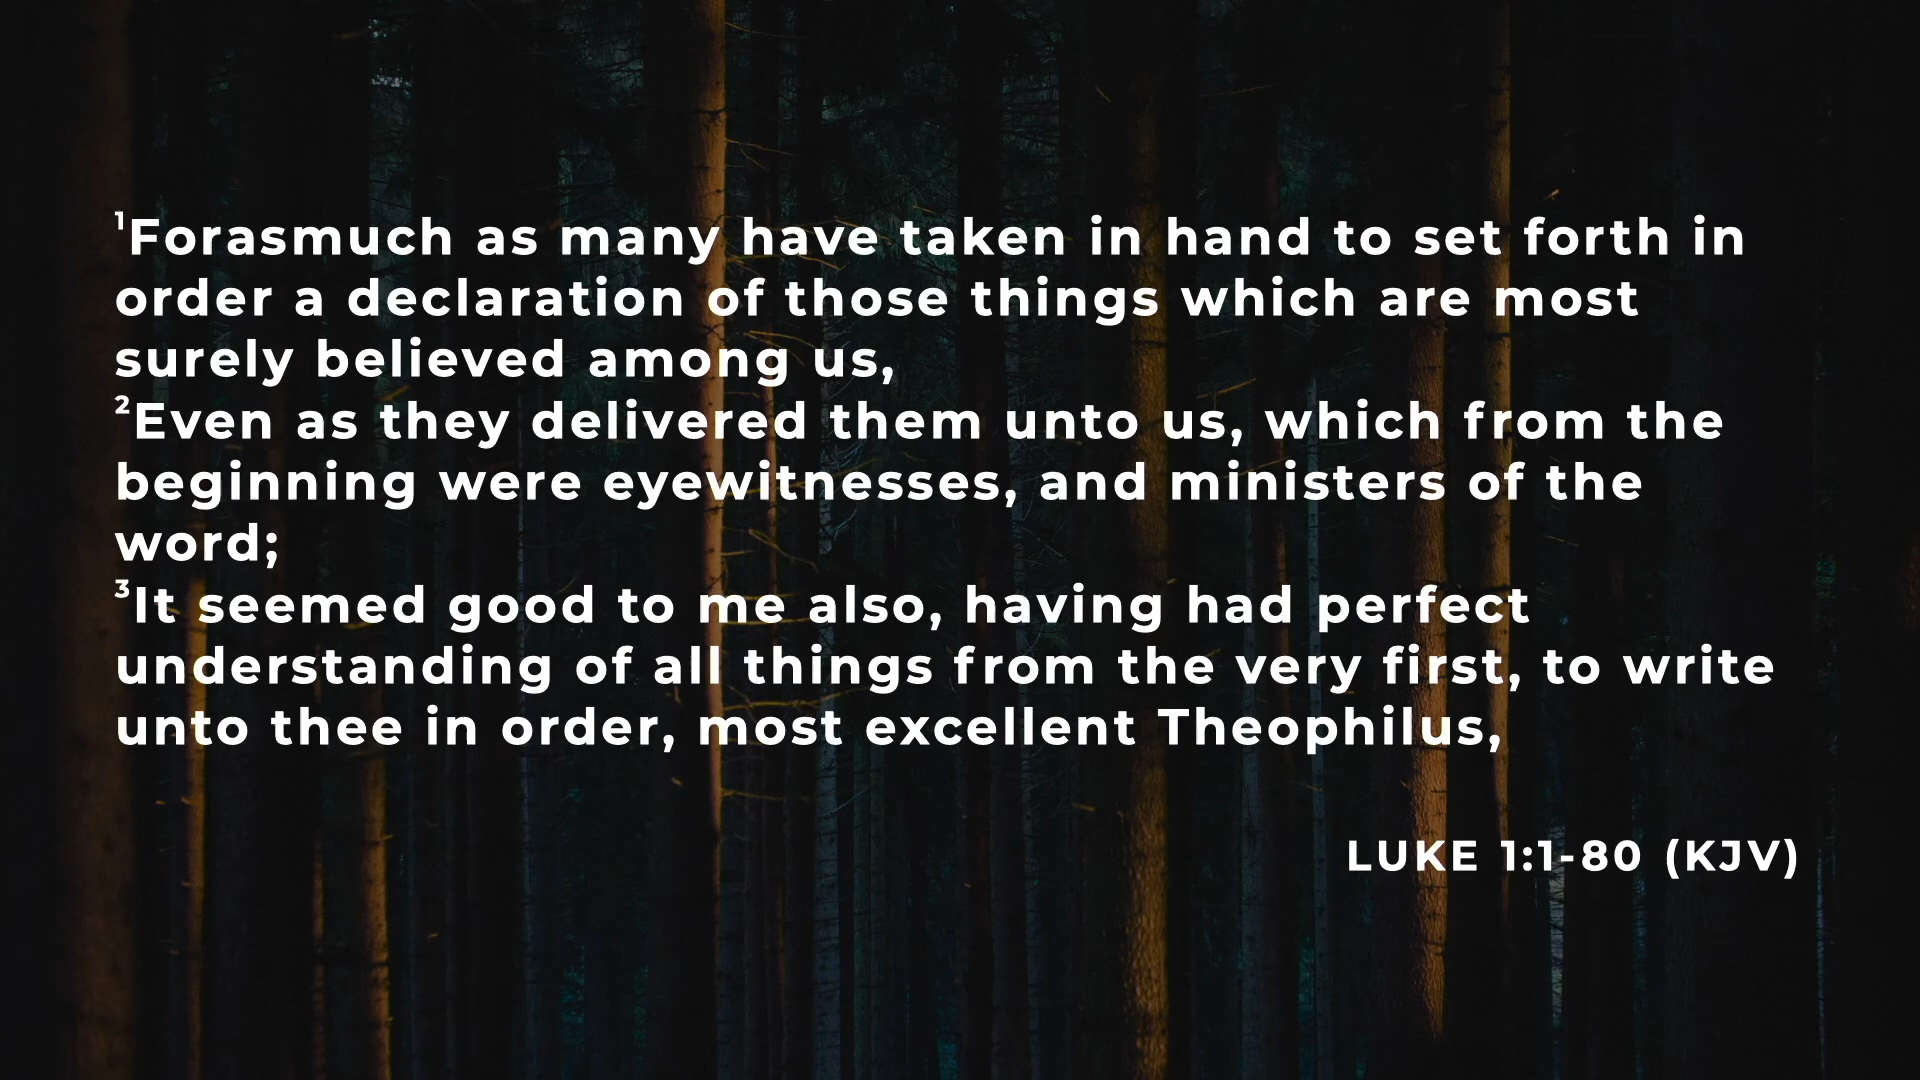 ¹Forasmuch as many have taken in hand to set forth in
order a declaration of those things which are most
surely believed among us,
²Even as they delivered them unto us, which from the
beginning were eyewitnesses, and ministers of the
word;
³It seemed good to me also, having had perfect
understanding of all things from the very first, to write
unto thee in order, most excellent Theophilus,
LUKE 1:1-80 (KJV)